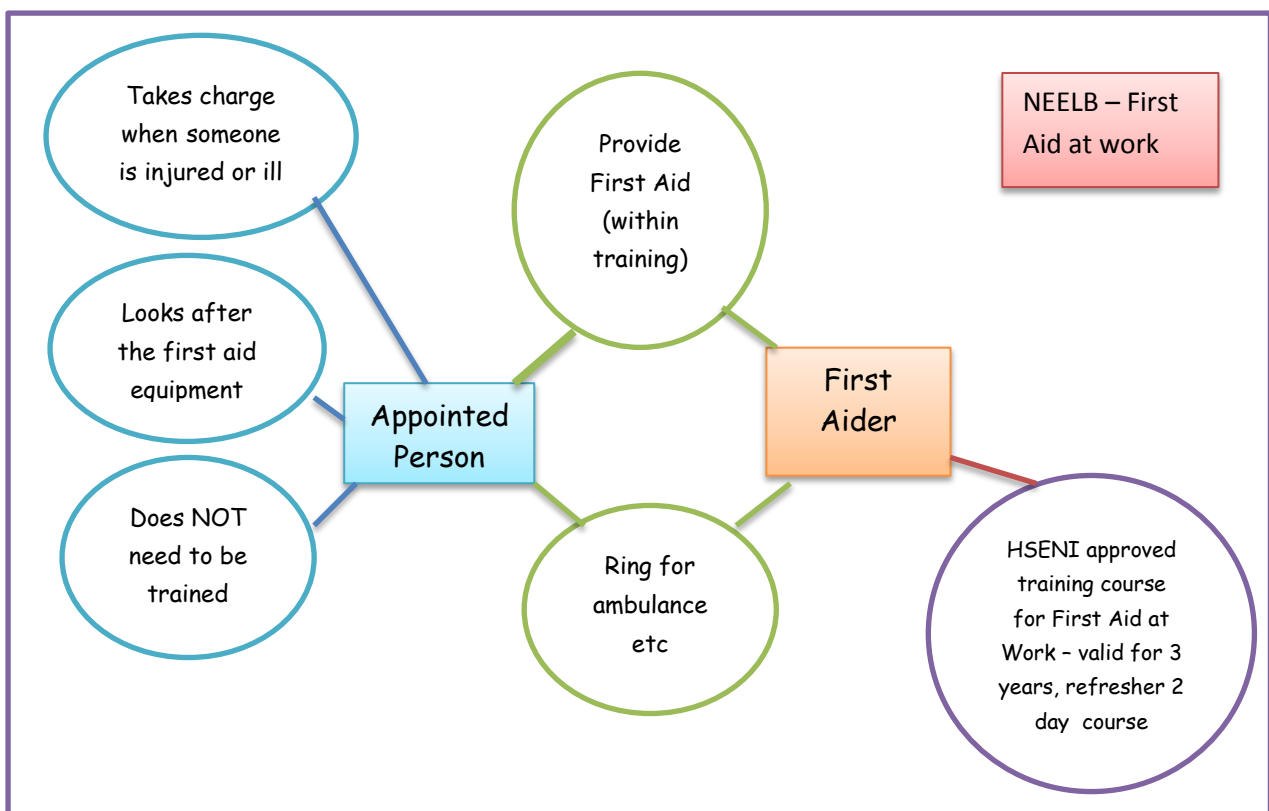 Takes charge
when someone
is injured or ill
Provide
First Aid
(within
training)
NEELB – First
Aid at work
Looks after
the first aid
equipment
Appointed
Person
First
Aider
Does NOT
need to be
trained
Ring for
ambulance
etc
HSENI approved
training course
for First Aid at
Work – valid for 3
years, refresher 2
day course